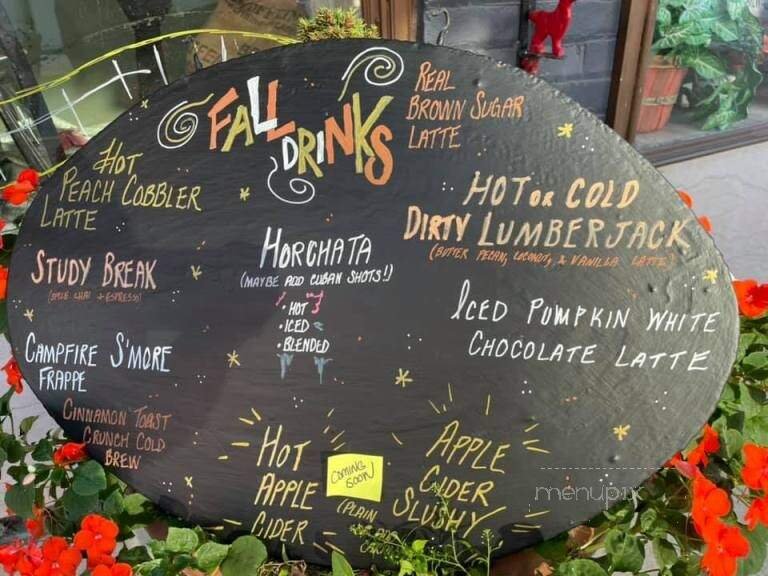 FALL
DRINKS
REAL
BROWN SUGAR
LATTE
HOT
PEACH COBBLER
LATTE
HOT OR COLD
DIRTY LUMBERJACK
(BUTTER PECAN, COCONUT, & VANILLA LATTE)
HORCHATA
(MAYBE ADD CUBAN SHOTS!!)
• HOT
• ICED
• BLENDED
STUDY BREAK
CHAI + ESPRESSO)
ICED PUMPKIN WHITE
CHOCOLATE LATTE
CAMPFIRE S'MORE
FRAPPE
CINNAMON TOAST
CRUNCH COLD
BREW
HOT
APPLE
CIDER
COMING
SOON
(PLAIN
APPLE
CIDER
SLUSHY
menupix